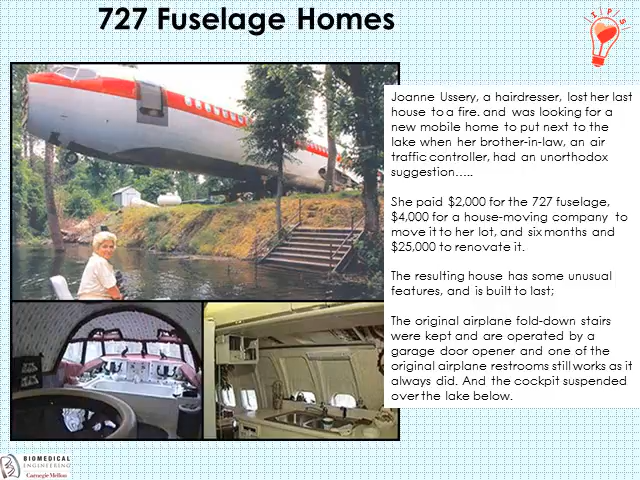 727 Fuselage Homes
I P S
Joanne Ussery, a hairdresser, lost her last
house to a fire. and was looking for a
new mobile home to put next to the
lake when her brother-in-law, an air
traffic controller, had an unorthodox
suggestion…..
She paid $2,000 for the 727 fuselage,
$4,000 for a house-moving company to
move it to her lot, and six months and
$25,000 to renovate it.
The resulting house has some unusual
features, and is built to last;
The original airplane fold-down stairs
were kept and are operated by a
garage door opener and one of the
original airplane restrooms still works as it
always did. And the cockpit suspended
over the lake below.
BIOMEDICAL
ENGINEERING
Carnegie Mellon